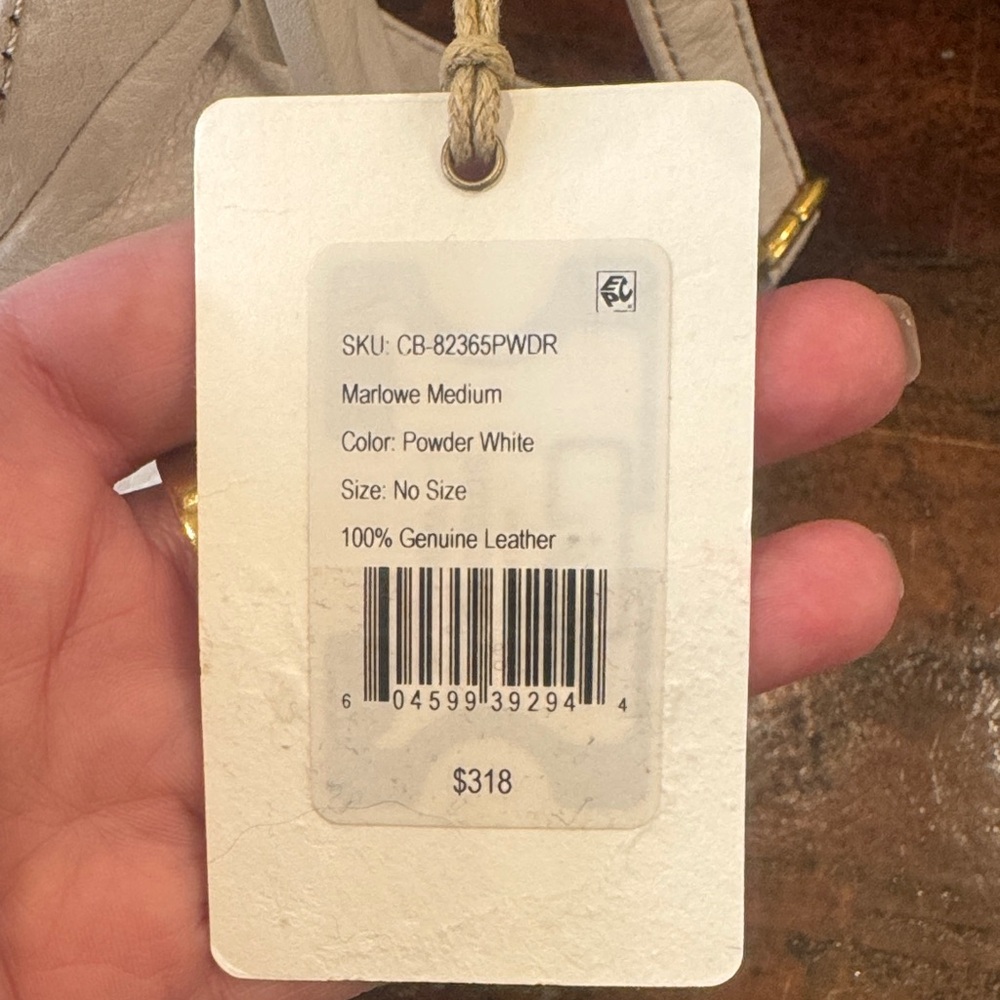 EPC
SKU: CB-82365PWDR
Marlowe Medium
Color: Powder White
Size: No Size
100% Genuine Leather
6 04599 39294 4
$318